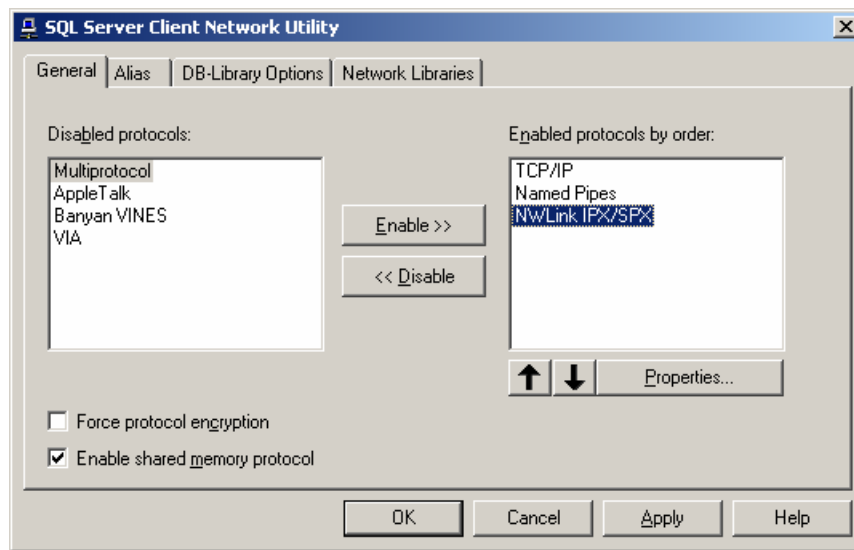 SQL Server Client Network Utility
General Alias DB-Library Options Network Libraries
Disabled protocols:
Multiprotocol
AppleTalk
Banyan VINES
VIA
Enable >>
<< Disable
Enabled protocols by order:
TCP/IP
Named Pipes
NWLink IPX/SPX
Properties...
Force protocol encryption
Enable shared memory protocol
OK Cancel Apply Help